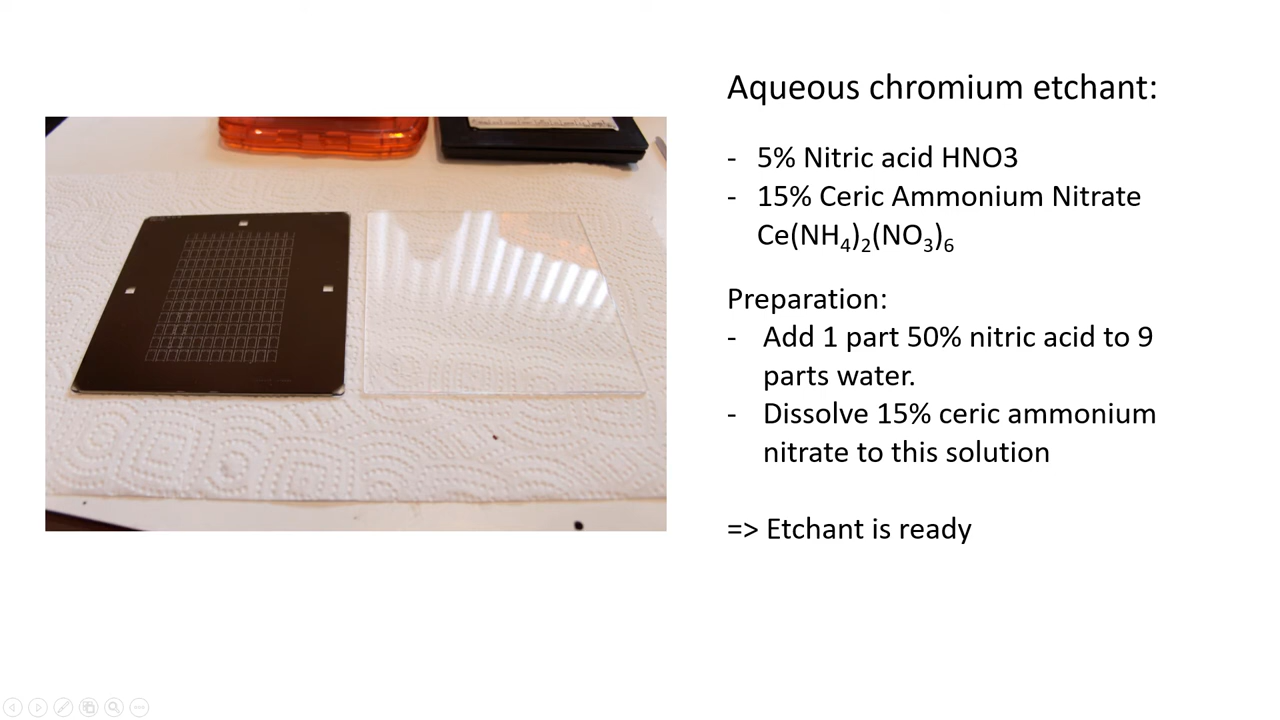 Aqueous chromium etchant:
- 5% Nitric acid HNO3
- 15% Ceric Ammonium Nitrate
Ce(NH₄)₂(NO₃)₆
Preparation:
- Add 1 part 50% nitric acid to 9
parts water.
- Dissolve 15% ceric ammonium
nitrate to this solution
=> Etchant is ready